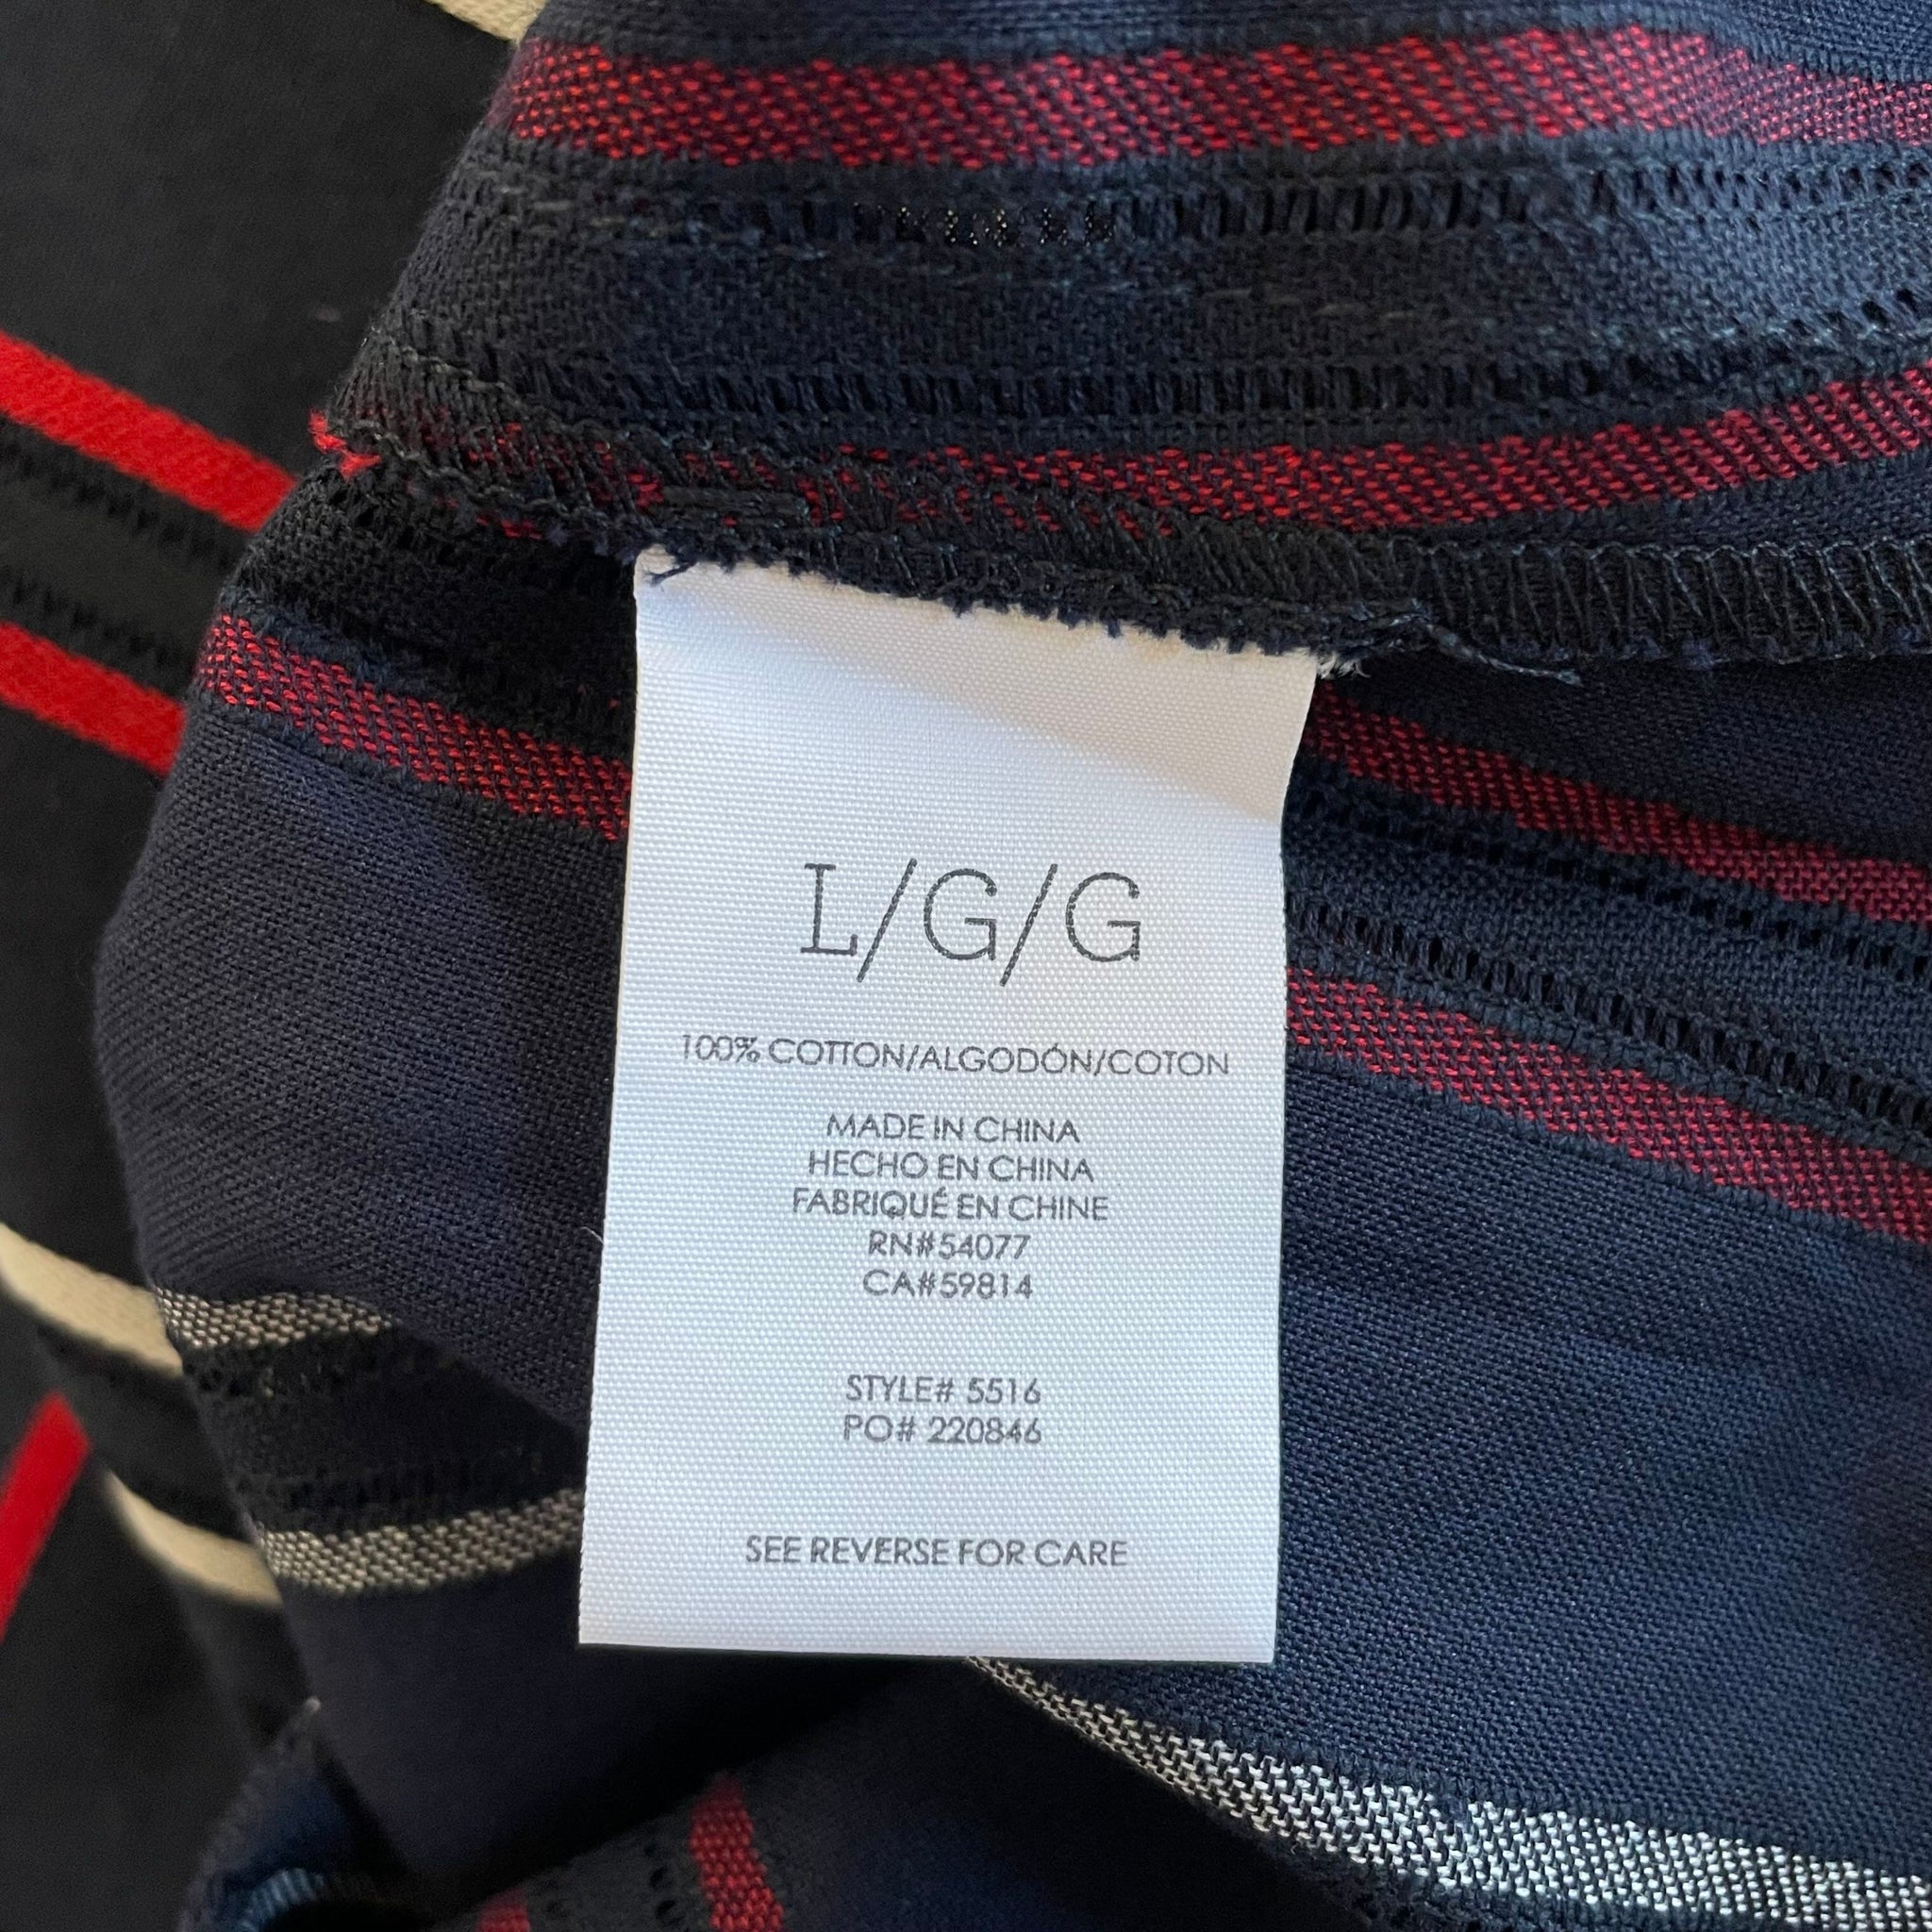 L/G/G
100% COTTON/ALGODÓN/COTON
MADE IN CHINA
HECHO EN CHINA
FABRIQUÉ EN CHINE
RN#54077
CA#59814
STYLE# 5516
PO# 220846
SEE REVERSE FOR CARE